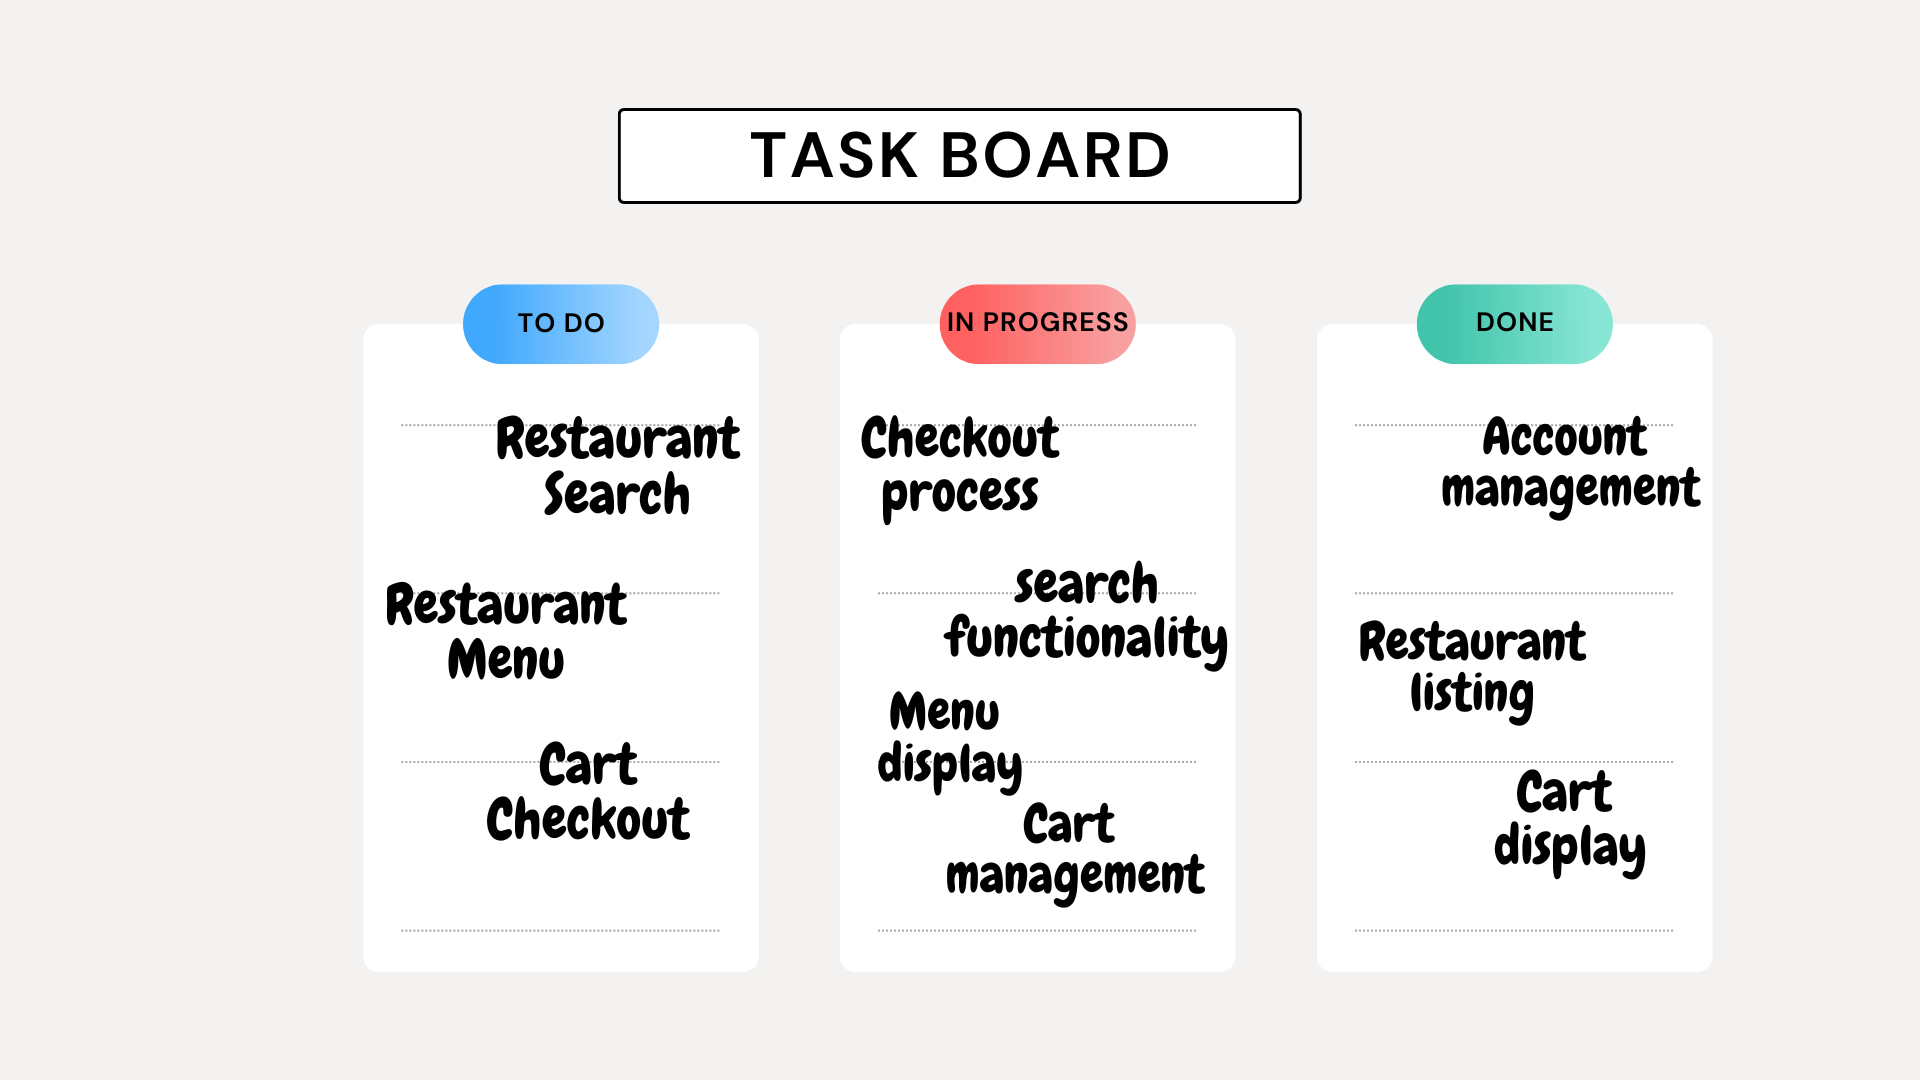 TASK BOARD
TO DO
Restaurant
Search
Restaurant
Menu
Cart
Checkout
IN PROGRESS
Checkout
process
search
functionality
Menu
display
Cart
management
DONE
Account
management
Restaurant
listing
Cart
display